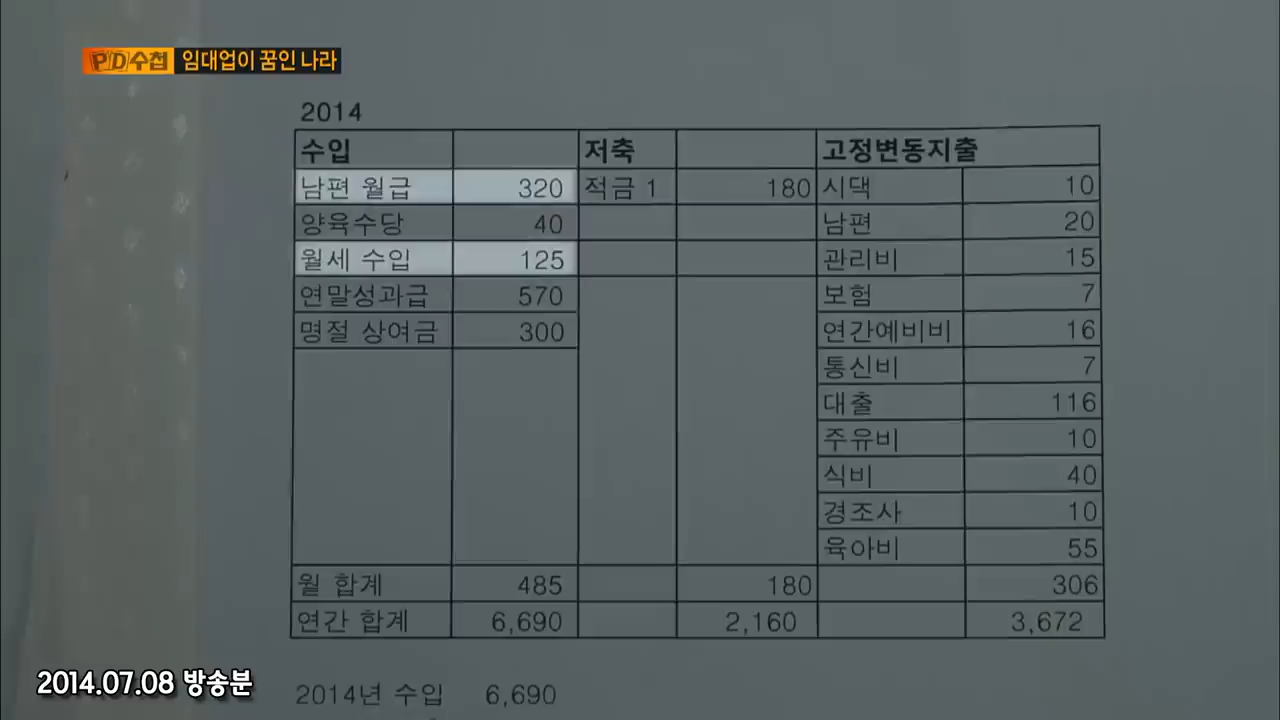 PD수첩 임대업이 꿈인 나라
2014
수입 저축 고정변동지출
남편 월급 320 적금 1 180 시댁 10
양육수당 40 남편 20
월세 수입 125 관리비 15
연말성과급 570 보험 7
명절 상여금 300 연간예비비 16
통신비 7
대출 116
주유비 10
식비 40
경조사 10
육아비 55
월 합계 485 180 306
연간 합계 6,690 2,160 3,672
2014.07.08 방송분
2014년 수입 6,690